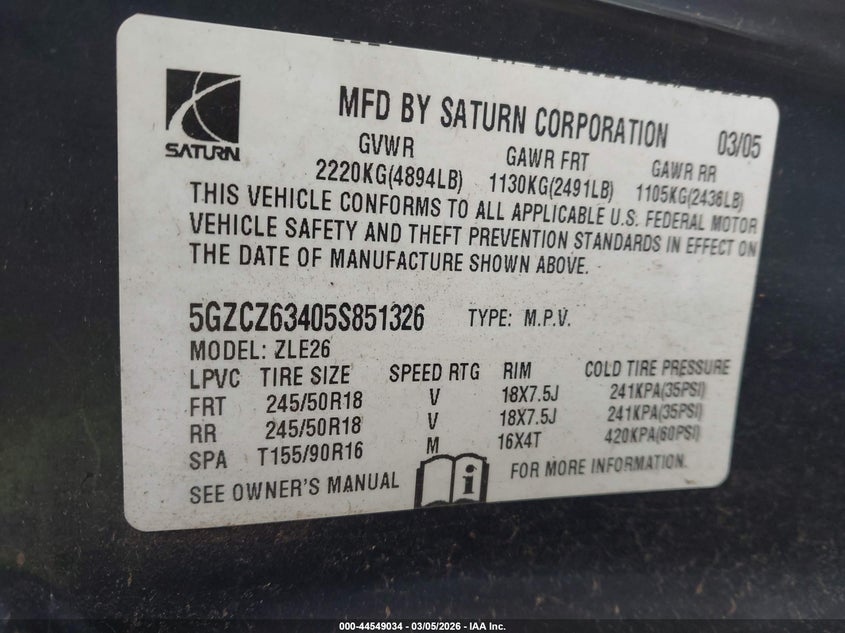 SATURN
MFD BY SATURN CORPORATION 03/05
GVWR GAWR FRT GAWR RR
2220KG(4894LB) 1130KG(2491LB) 1105KG(2436LB)
THIS VEHICLE CONFORMS TO ALL APPLICABLE U.S. FEDERAL MOTOR
VEHICLE SAFETY AND THEFT PREVENTION STANDARDS IN EFFECT ON
THE DATE OF MANUFACTURE SHOWN ABOVE.
5GZCZ63405S851326 TYPE: M.P.V.
MODEL: ZLE26
LPVC TIRE SIZE SPEED RTG RIM COLD TIRE PRESSURE
FRT 245/50R18 V 18X7.5J 241KPA(35PSI)
RR 245/50R18 V 18X7.5J 241KPA(35PSI)
SPA T155/90R16 M 16X4T 420KPA(60PSI)
SEE OWNER'S MANUAL i FOR MORE INFORMATION.
000-44549034 - 03/05/2026 - IAA Inc.